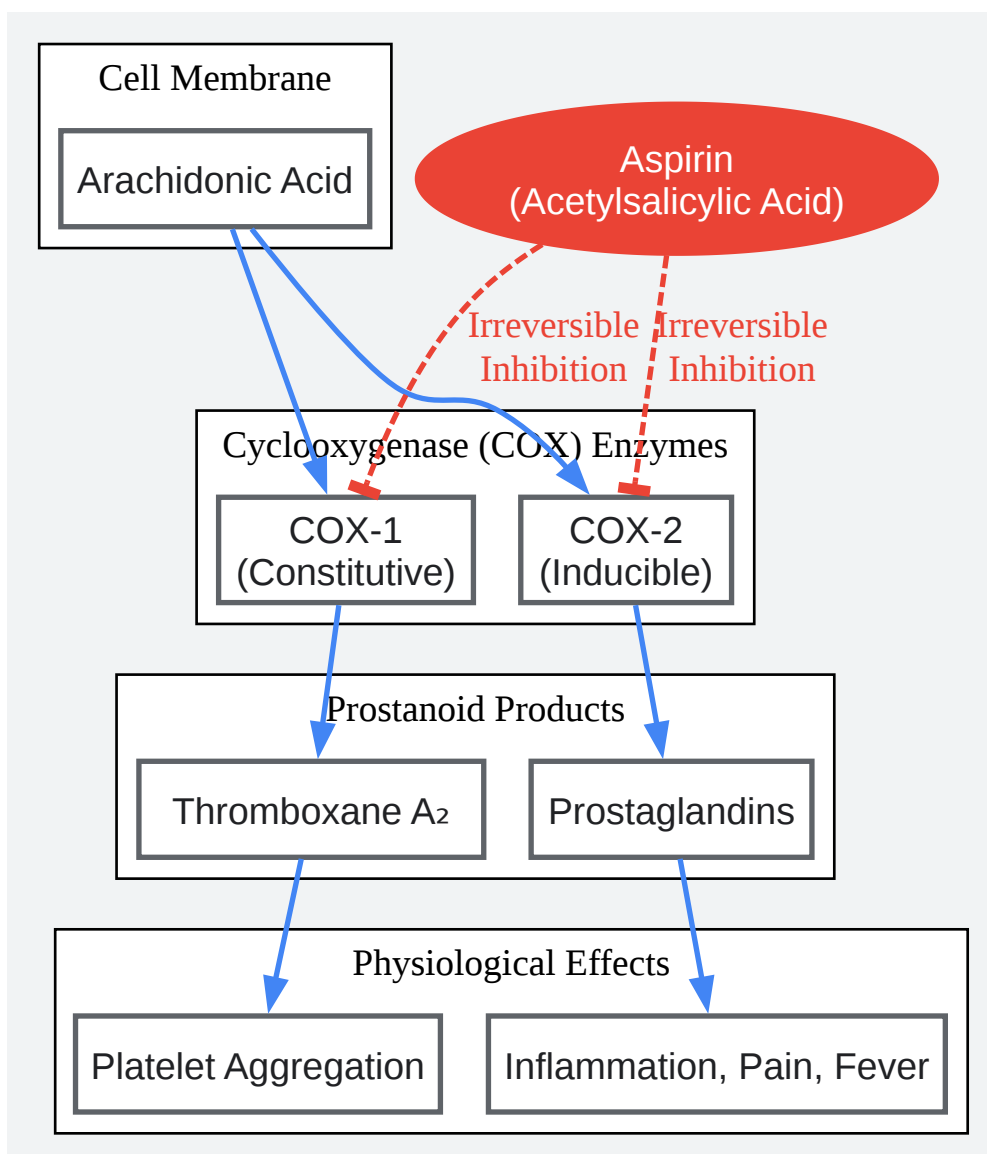 Cell Membrane
Arachidonic Acid
Aspirin
(Acetylsalicylic Acid)
Irreversible
Inhibition
Irreversible
Inhibition
Cyclooxygenase (COX) Enzymes
COX-1
(Constitutive)
COX-2
(Inducible)
Prostanoid Products
Thromboxane A₂
Prostaglandins
Physiological Effects
Platelet Aggregation
Inflammation, Pain, Fever